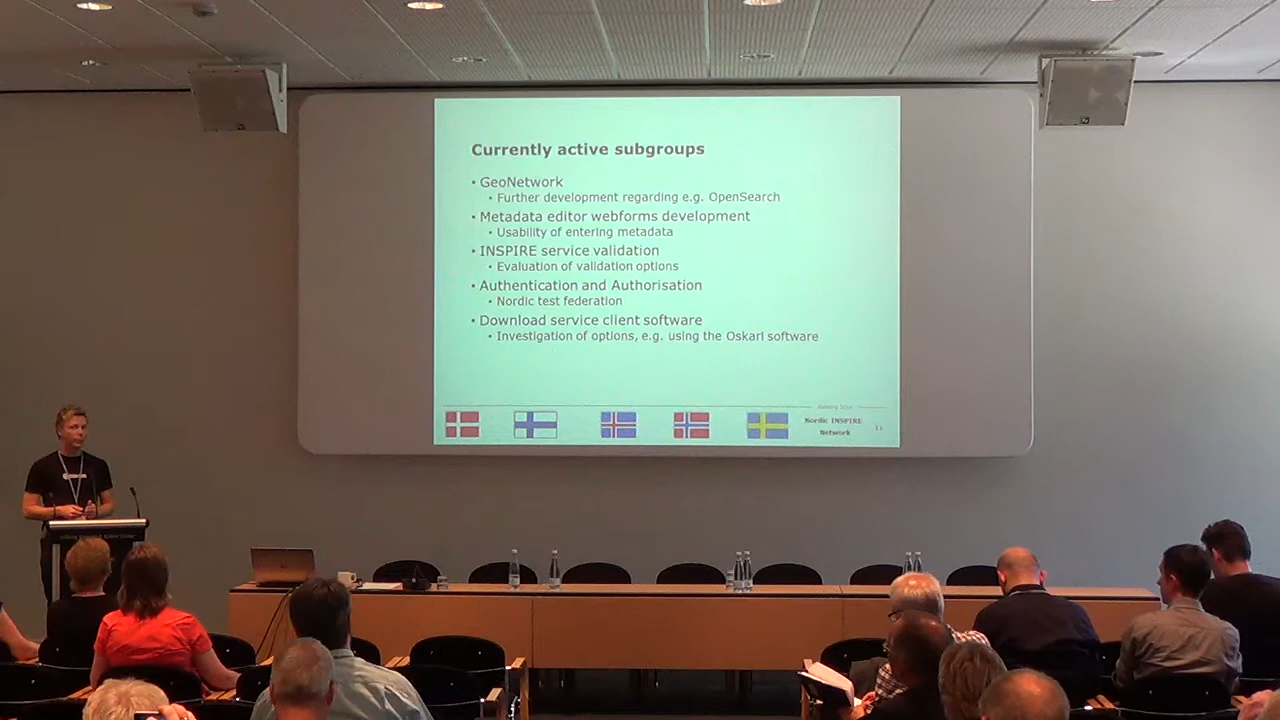 Currently active subgroups
• GeoNetwork
• Further development regarding e.g. OpenSearch
• Metadata editor webforms development
• Usability of entering metadata
• INSPIRE service validation
• Evaluation of validation options
• Authentication and Authorisation
• Nordic test federation
• Download service client software
• Investigation of options, e.g. using the Oskari software
Nordic INSPIRE
Network
11